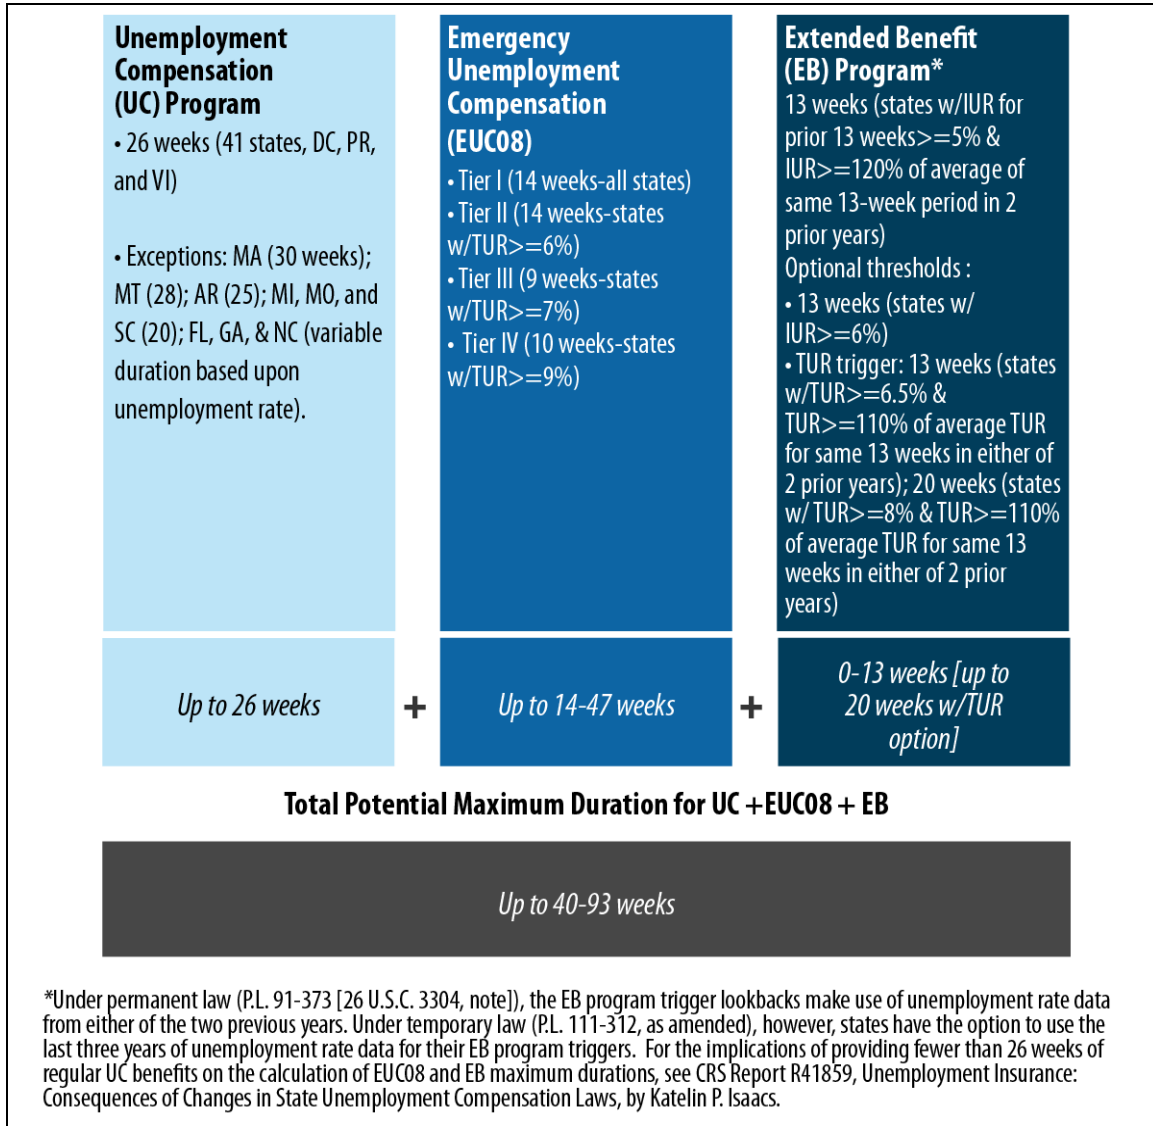 Unemployment
Compensation
(UC) Program
• 26 weeks (41 states, DC, PR,
and VI)
• Exceptions: MA (30 weeks);
MT (28); AR (25); MI, MO, and
SC (20); FL, GA, & NC (variable
duration based upon
unemployment rate).
Emergency
Unemployment
Compensation
(EUC08)
• Tier I (14 weeks-all states)
• Tier II (14 weeks-states
w/TUR>=6%)
• Tier III (9 weeks-states
w/TUR>=7%)
• Tier IV (10 weeks-states
w/TUR>=9%)
Extended Benefit
(EB) Program*
13 weeks (states w/IUR for
prior 13 weeks>=5% &
IUR>=120% of average of
same 13-week period in 2
prior years)
Optional thresholds :
• 13 weeks (states w/
IUR>=6%)
• TUR trigger: 13 weeks (states
w/TUR>=6.5% &
TUR>=110% of average TUR
for same 13 weeks in either of
2 prior years); 20 weeks (states
w/ TUR>=8% & TUR>=110%
of average TUR for same 13
weeks in either of 2 prior
years)
Up to 26 weeks
+
Up to 14-47 weeks
+
0-13 weeks [up to
20 weeks w/TUR
option]
Total Potential Maximum Duration for UC +EUC08 + EB
Up to 40-93 weeks
*Under permanent law (P.L. 91-373 [26 U.S.C. 3304, note]), the EB program trigger lookbacks make use of unemployment rate data
from either of the two previous years. Under temporary law (P.L. 111-312, as amended), however, states have the option to use the
last three years of unemployment rate data for their EB program triggers. For the implications of providing fewer than 26 weeks of
regular UC benefits on the calculation of EUC08 and EB maximum durations, see CRS Report R41859, Unemployment Insurance:
Consequences of Changes in State Unemployment Compensation Laws, by Katelin P. Isaacs.